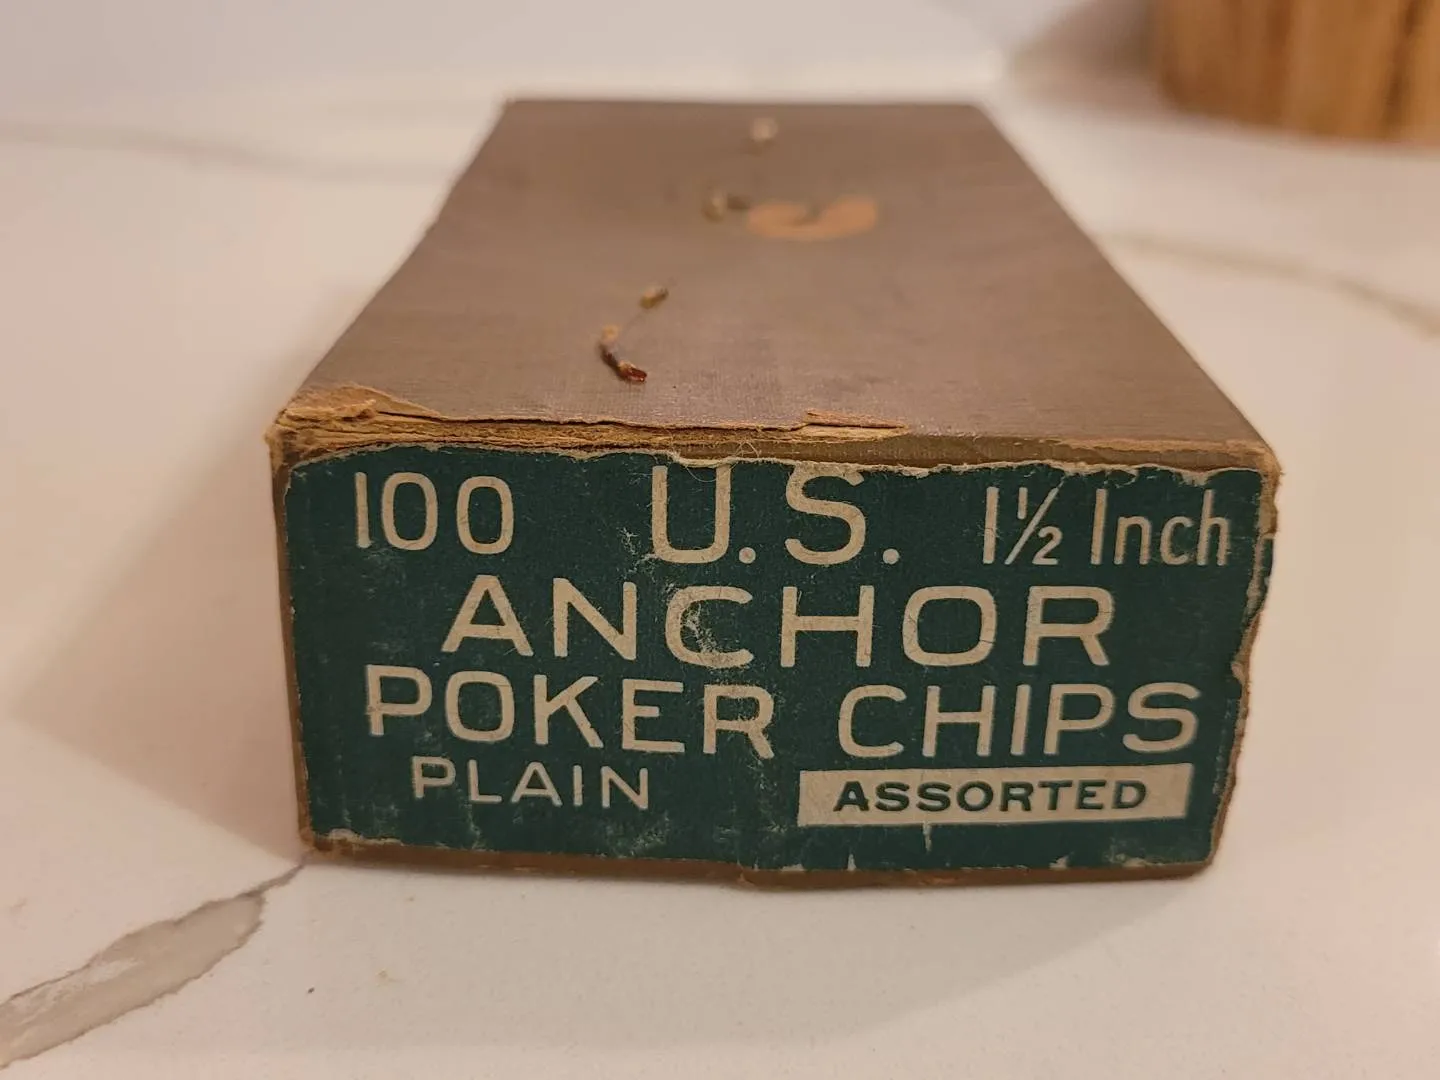 100 U.S. 1½ Inch
ANCHOR
POKER CHIPS
PLAIN ASSORTED